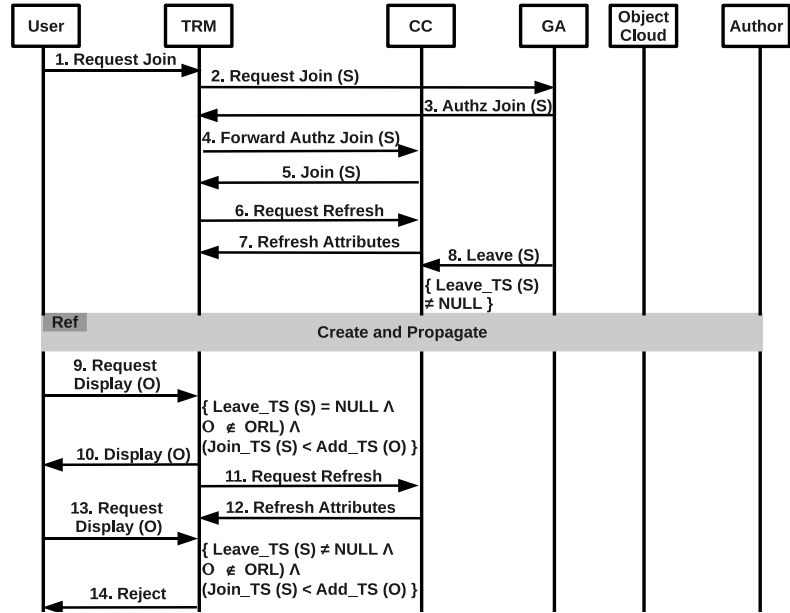 User
TRM
CC
GA
Object
Cloud
Author
1. Request Join
2. Request Join (S)
3. Authz Join (S)
4. Forward Authz Join (S)
5. Join (S)
6. Request Refresh
7. Refresh Attributes
8. Leave (S)
{ Leave_TS (S)
≠ NULL }
Ref
Create and Propagate
9. Request
Display (O)
{ Leave_TS (S) = NULL Λ
O ∉ ORL) Λ
(Join_TS (S) < Add_TS (O) }
10. Display (O)
11. Request Refresh
12. Refresh Attributes
13. Request
Display (O)
{ Leave_TS (S) ≠ NULL Λ
O ∉ ORL) Λ
(Join_TS (S) < Add_TS (O) }
14. Reject